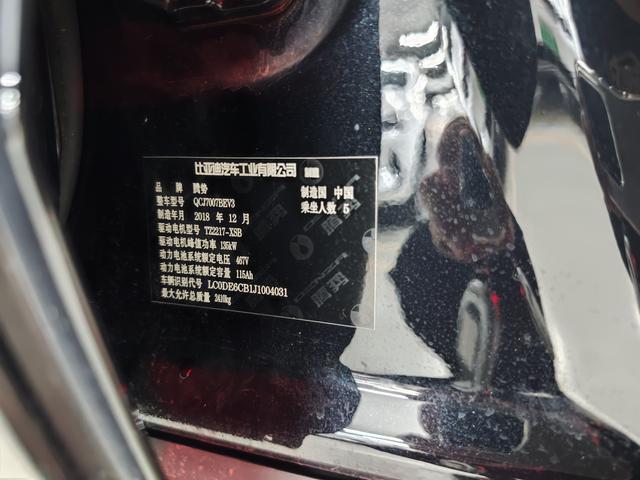 比亚迪汽车工业有限公司 制造
品 牌 腾势 制造国 中国
整车型号 QCJ7007BEV3 乘坐人数 5
制造年月 2018 年 12 月
驱动电机型号 TZ2217-XSB
驱动电机峰值功率 135kW
动力电池系统额定电压 467V
动力电池系统额定容量 115Ah
车辆识别代号 LC0DE6CB1J1004031
最大允许总质量 2410kg